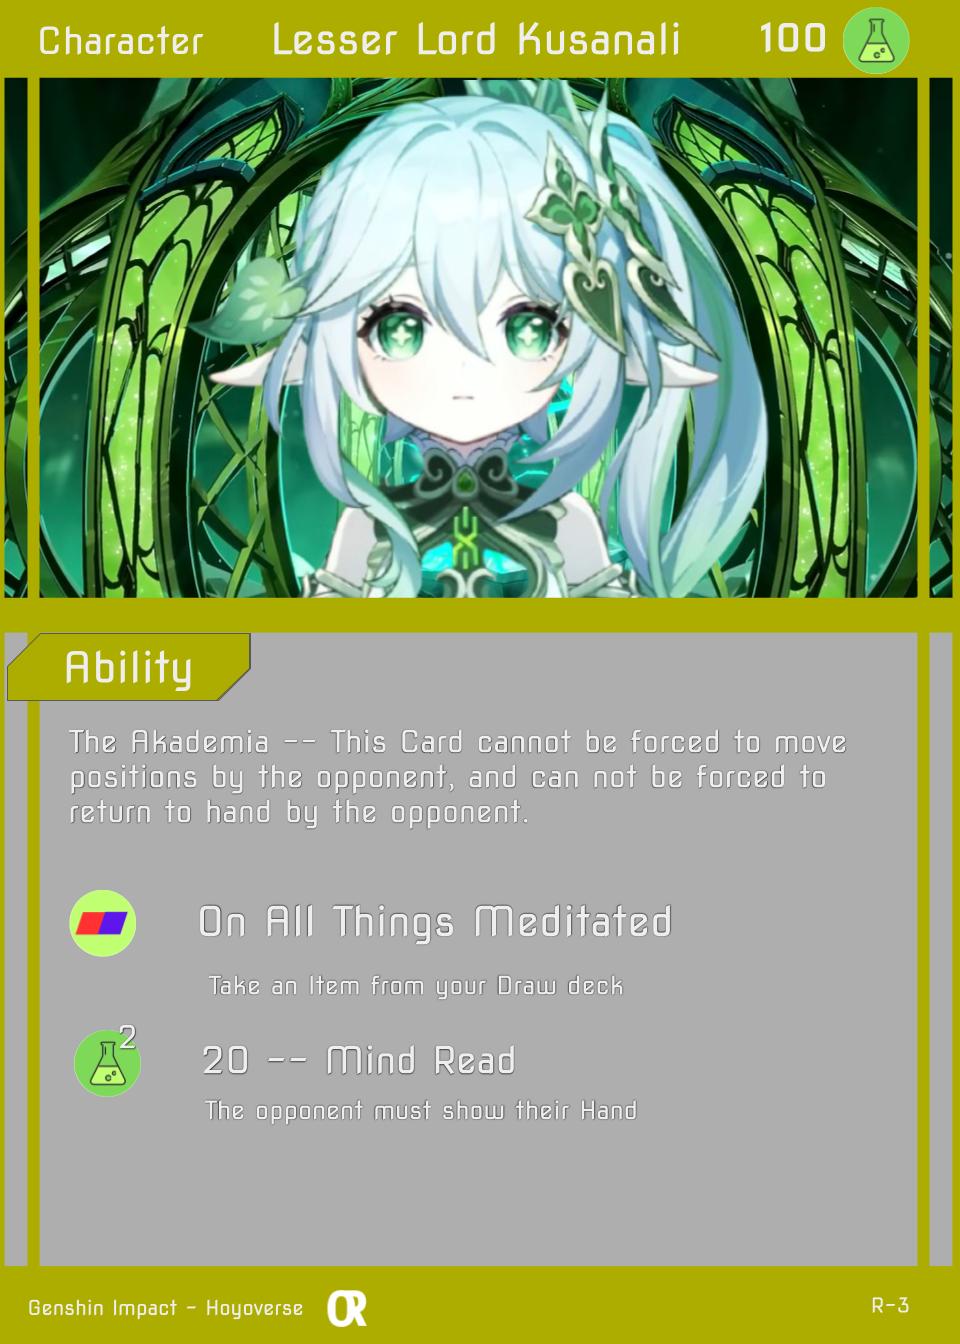 Character Lesser Lord Kusanali 100
Ability
The Akademia -- This Card cannot be forced to move
positions by the opponent, and can not be forced to
return to hand by the opponent.
On All Things Meditated
Take an Item from your Draw deck
2
20 -- Mind Read
The opponent must show their Hand
Genshin Impact - Hoyoverse OR R-3